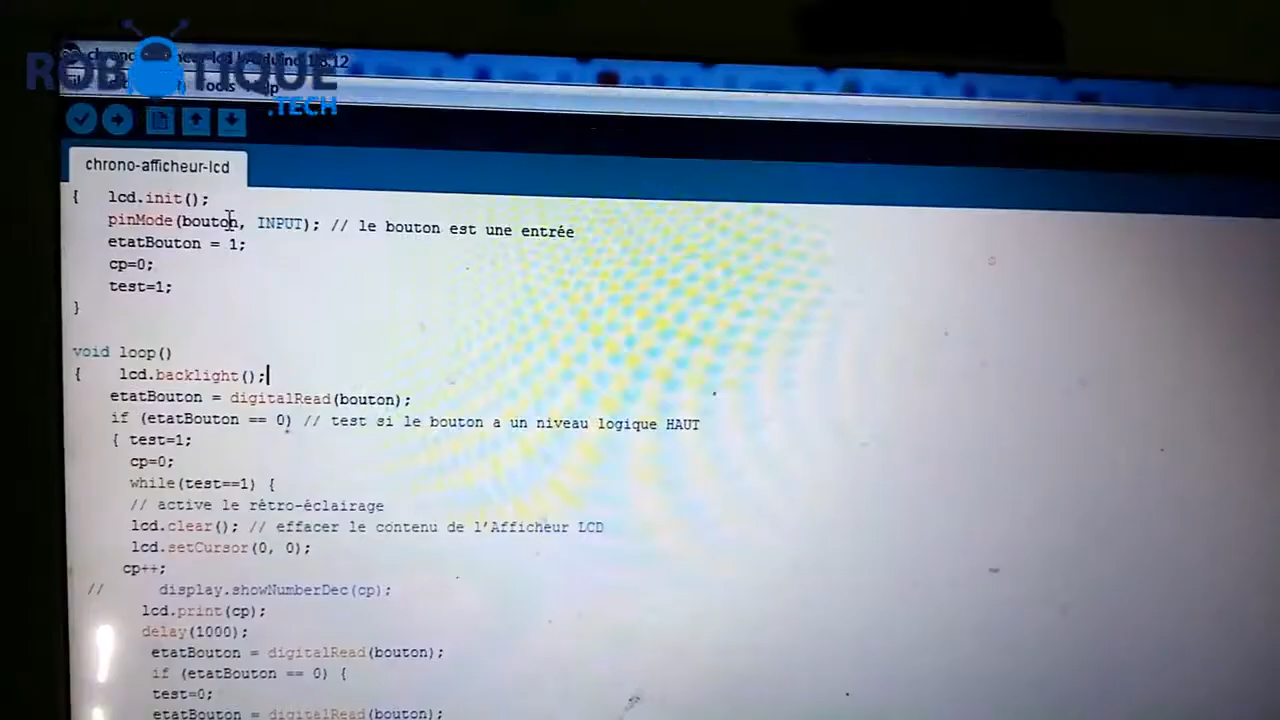 ROBOTIQUE
.TECH
1.8.12
Tools
chrono-afficheur-lcd
{ lcd.init();
pinMode(bouton, INPUT); // le bouton est une entrée
etatBouton = 1;
cp=0;
test=1;
}
void loop()
{ lcd.backlight();
etatBouton = digitalRead(bouton);
if (etatBouton == 0) // test si le bouton a un niveau logique HAUT
{ test=1;
cp=0;
while(test==1) {
// active le rétro-éclairage
lcd.clear(); // effacer le contenu de l'Afficheur LCD
lcd.setCursor(0, 0);
cp++;
// display.showNumberDec(cp);
lcd.print(cp);
delay(1000);
etatBouton = digitalRead(bouton);
if (etatBouton == 0) {
test=0;
etatBouton = digitalRead(bouton);